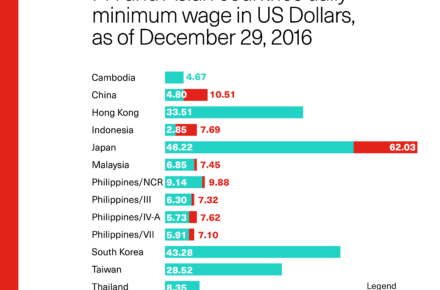 minimum wage in US Dollars,
as of December 29, 2016
Cambodia 4.67
China 4.80 10.51
Hong Kong 33.51
Indonesia 2.85 7.69
Japan 46.22 62.03
Malaysia 6.85 7.45
Philippines/NCR 9.14 9.88
Philippines/III 6.30 7.32
Philippines/IV-A 5.73 7.62
Philippines/VII 5.91 7.10
South Korea 43.28
Taiwan 28.52
Thailand 8.35
Legend